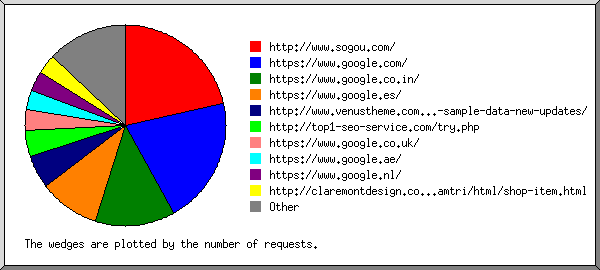 http://www.sogou.com/
https://www.google.com/
https://www.google.co.in/
https://www.google.es/
http://www.venustheme.com...-sample-data-new-updates/
http://top1-seo-service.com/try.php
https://www.google.co.uk/
https://www.google.ae/
https://www.google.nl/
http://claremontdesign.co...amtri/html/shop-item.html
Other
The wedges are plotted by the number of requests.